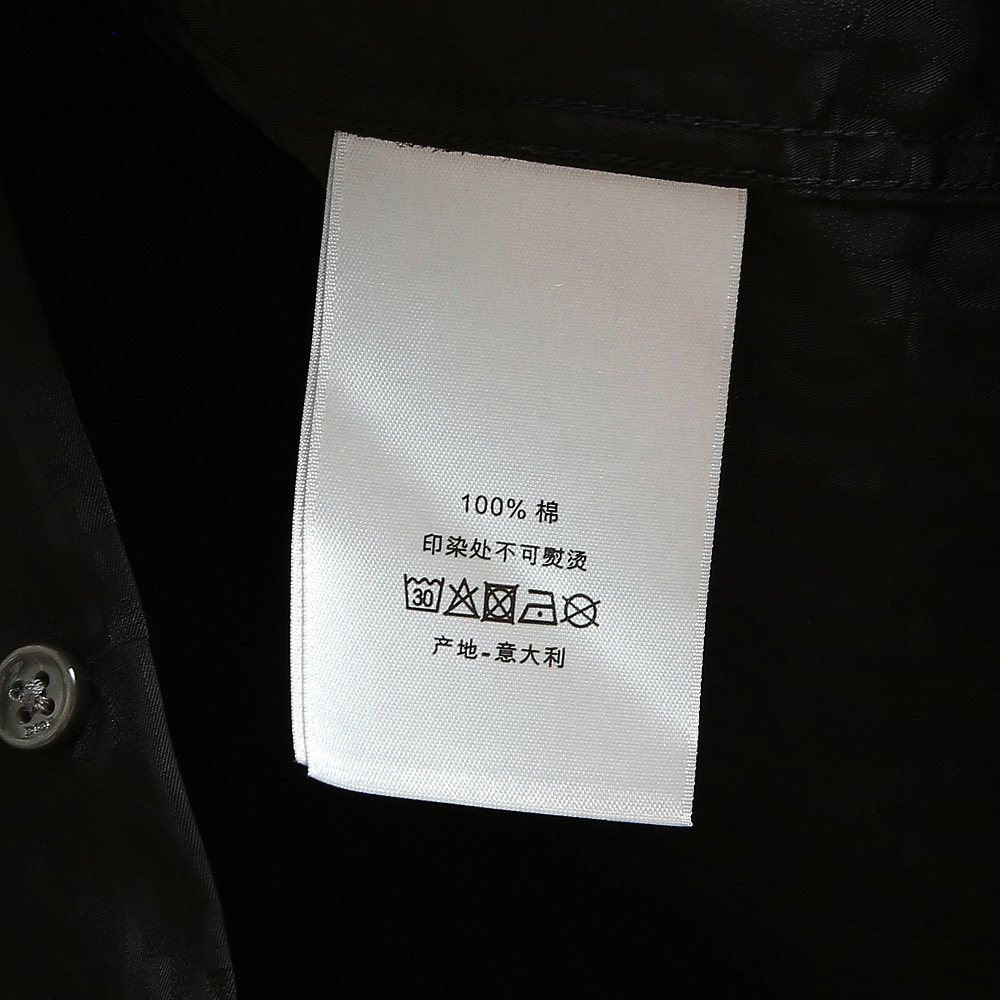 100% 棉
印染处不可熨烫
30
产地-意大利